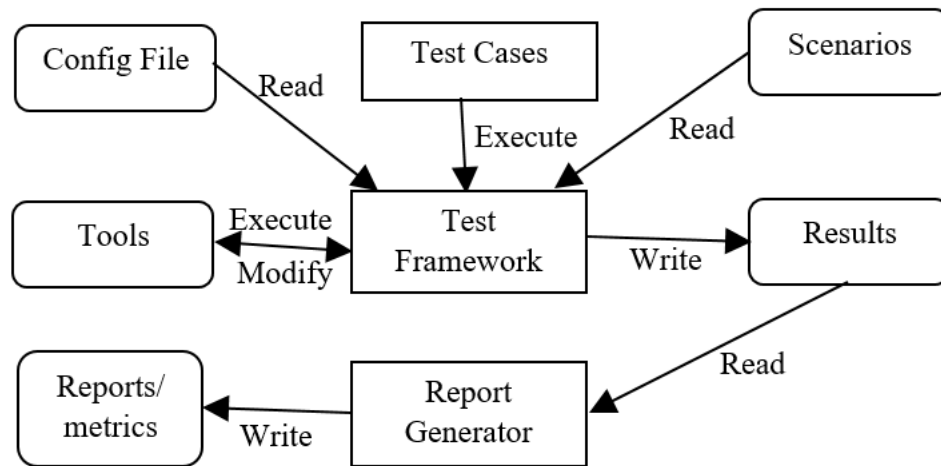 Config File
Test Cases
Scenarios
Read
Execute
Read
Tools
Execute
Modify
Test
Framework
Write
Results
Read
Reports/
metrics
Write
Report
Generator